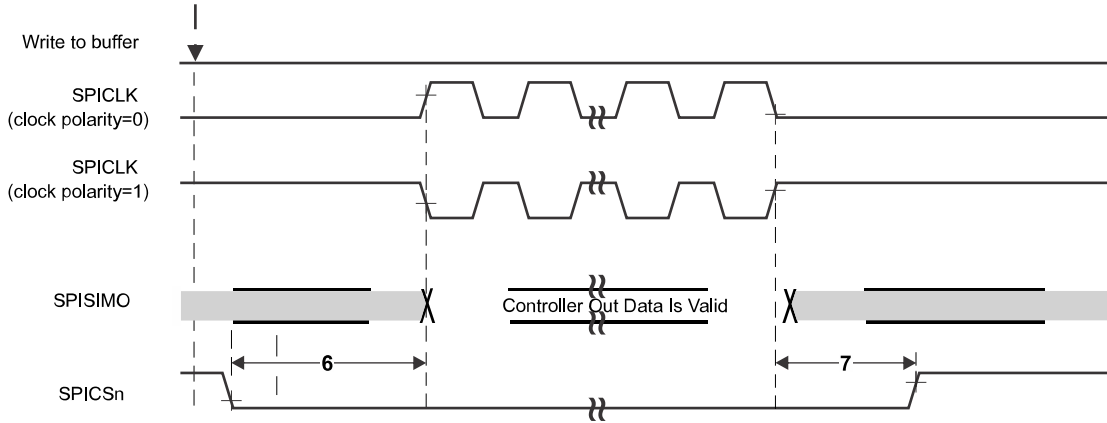 Write to buffer
SPICLK
(clock polarity=0)
SPICLK
(clock polarity=1)
SPISIMO
Controller Out Data Is Valid
6
7
SPICSn